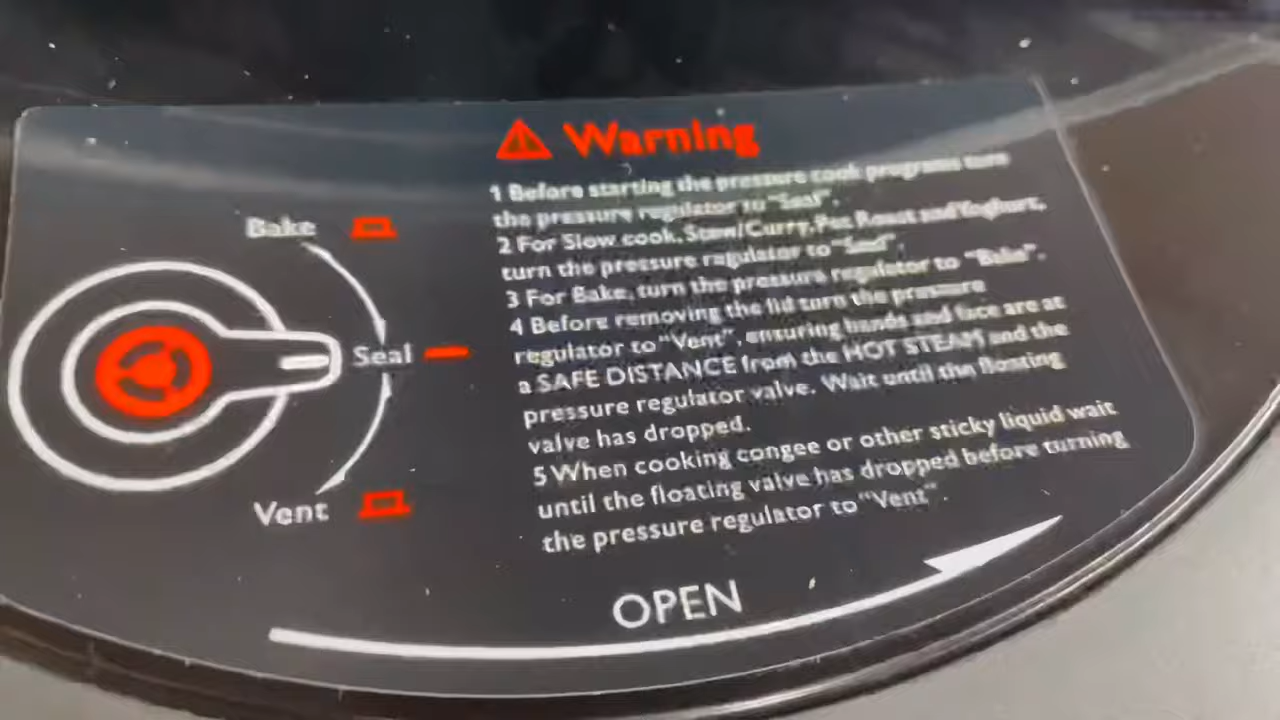 Warning
1 Before starting the pressure cook programs turn
the pressure regulator to "Seal".
2 For Slow cook, Stew/Curry, Pot Roast and Yoghurt,
turn the pressure regulator to "Seal".
3 For Bake, turn the pressure regulator to "Bake".
4 Before removing the lid turn the pressure
regulator to "Vent", ensuring hands and face are at
a SAFE DISTANCE from the HOT STEAM and the
pressure regulator valve. Wait until the floating
valve has dropped.
5 When cooking congee or other sticky liquid wait
until the floating valve has dropped before turning
the pressure regulator to "Vent".
Bake
Seal
Vent
OPEN